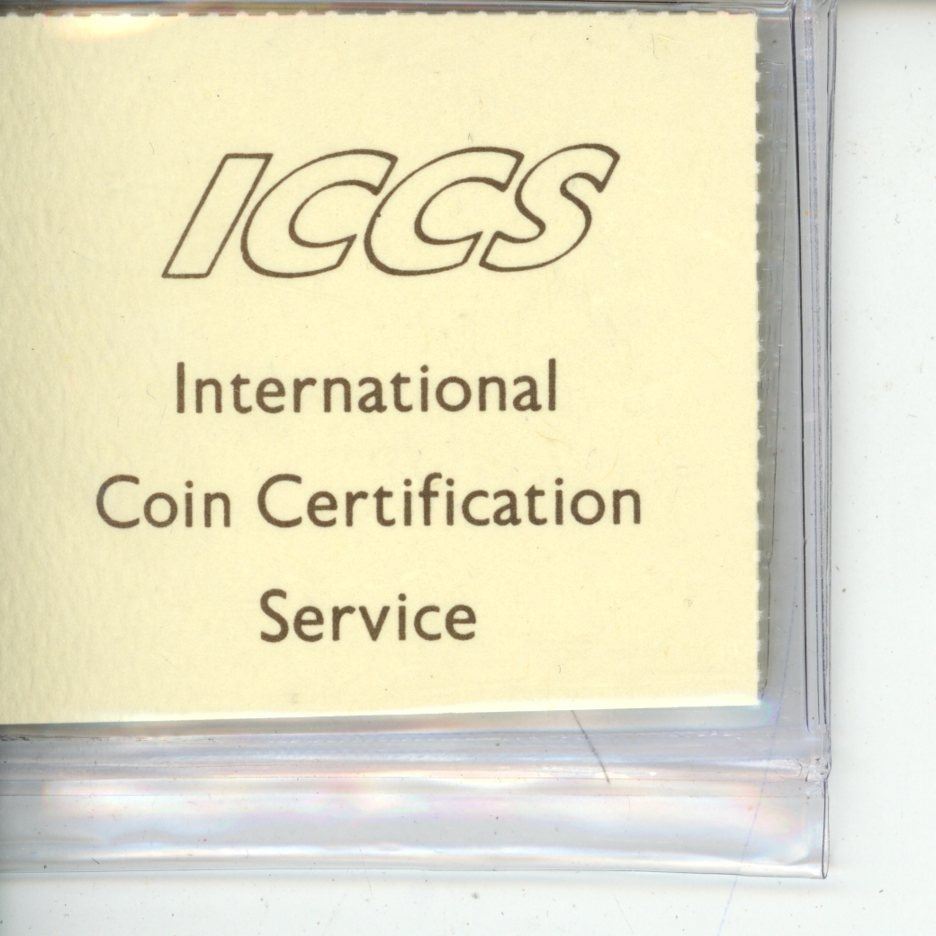 ICCS
International
Coin Certification
Service